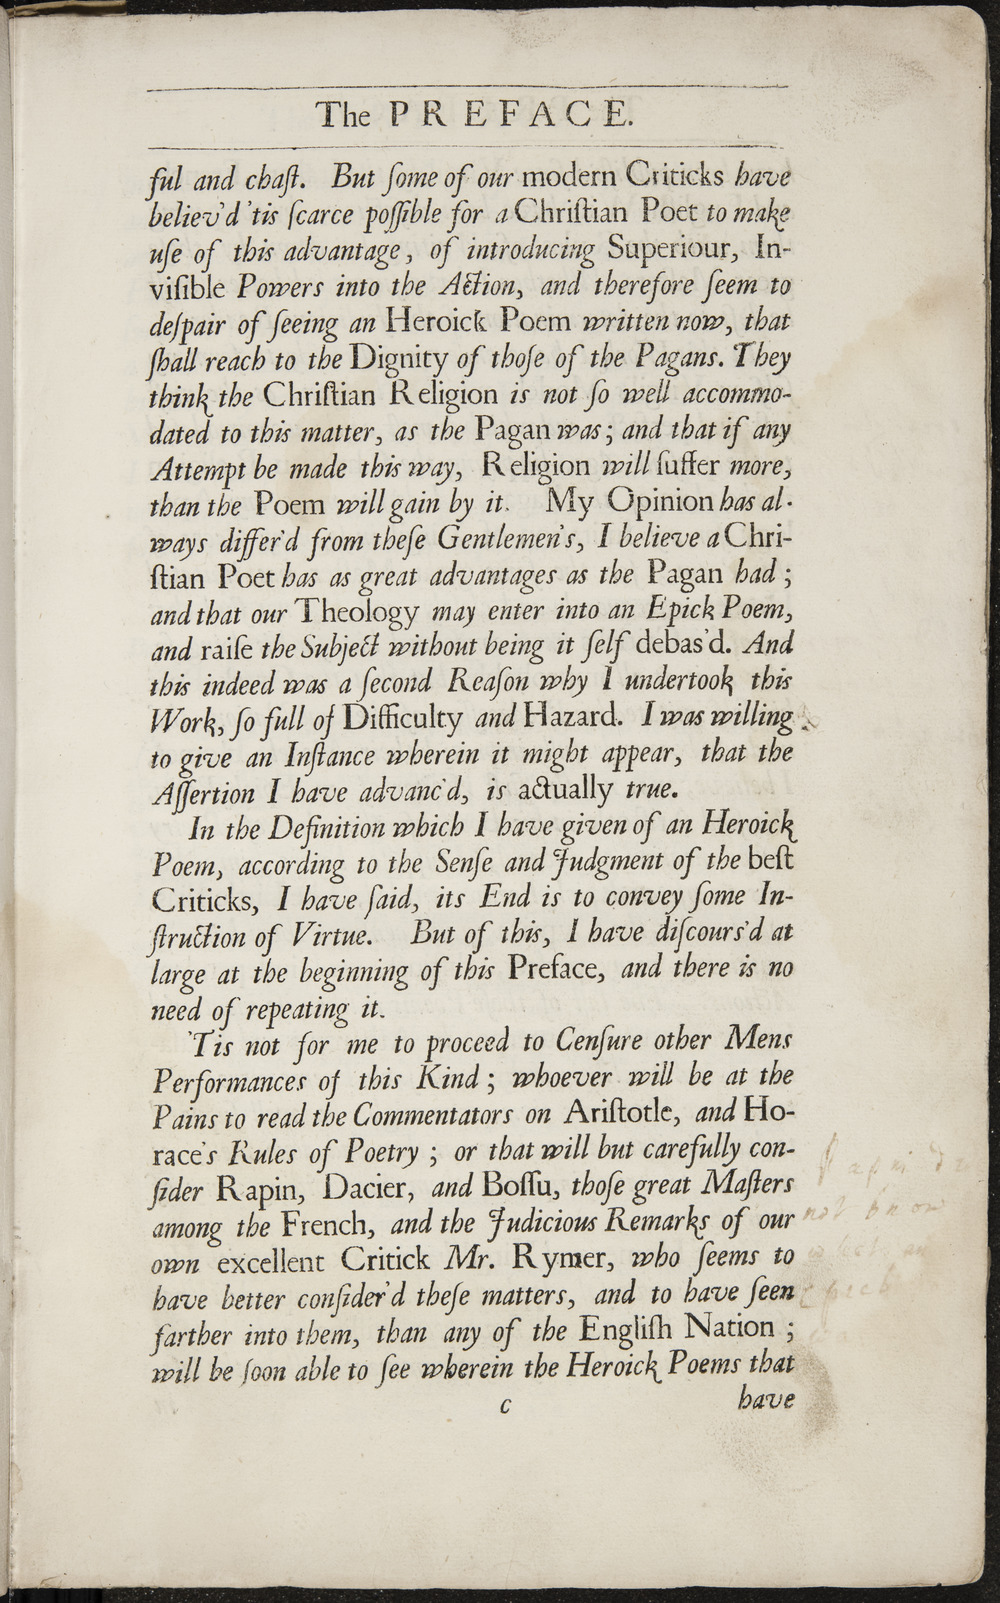 The PREFACE.
ful and chaſt. But ſome of our modern Criticks have
believ'd 'tis ſcarce poſſible for a Chriſtian Poet to make
uſe of this advantage, of introducing Superiour, In-
viſible Powers into the Action, and therefore ſeem to
deſpair of ſeeing an Heroick Poem written now, that
ſhall reach to the Dignity of thoſe of the Pagans. They
think the Chriſtian Religion is not ſo well accommo-
dated to this matter, as the Pagan was; and that if any
Attempt be made this way, Religion will ſuffer more,
than the Poem will gain by it. My Opinion has al-
ways differ'd from theſe Gentlemen's, I believe a Chri-
ſtian Poet has as great advantages as the Pagan had;
and that our Theology may enter into an Epick Poem,
and raiſe the Subject without being it ſelf debas'd. And
this indeed was a ſecond Reaſon why I undertook this
Work, ſo full of Difficulty and Hazard. I was willing
to give an Inſtance wherein it might appear, that the
Aſſertion I have advanc'd, is actually true.
In the Definition which I have given of an Heroick
Poem, according to the Senſe and Judgment of the beſt
Criticks, I have ſaid, its End is to convey ſome In-
ſtruction of Virtue. But of this, I have diſcours'd at
large at the beginning of this Preface, and there is no
need of repeating it.
'Tis not for me to proceed to Cenſure other Mens
Performances of this Kind; whoever will be at the
Pains to read the Commentators on Ariſtotle, and Ho-
race's Rules of Poetry; or that will but carefully con-
ſider Rapin, Dacier, and Boſſu, thoſe great Maſters
among the French, and the Judicious Remarks of our
own excellent Critick Mr. Rymer, who ſeems to
have better conſider'd theſe matters, and to have ſeen
farther into them, than any of the Engliſh Nation;
will be ſoon able to ſee wherein the Heroick Poems that
c have
not